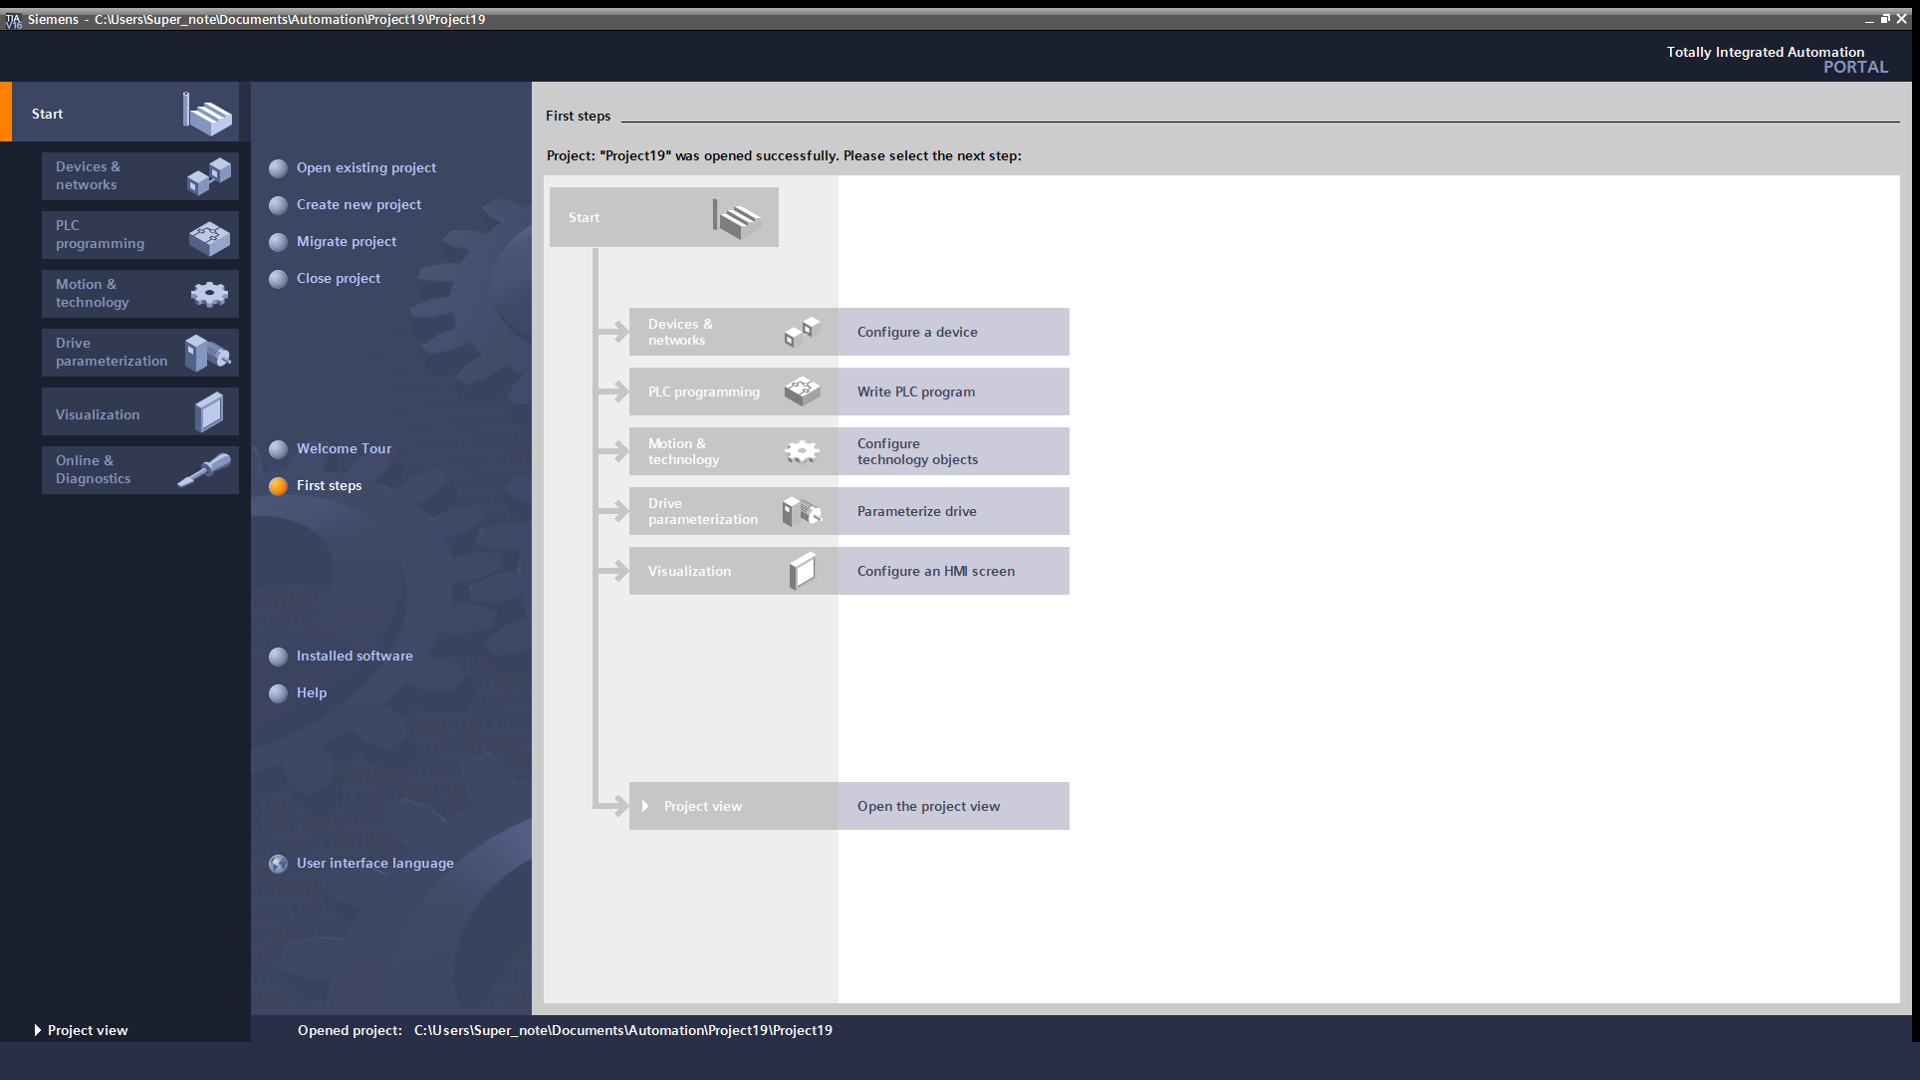 TIA
V16
Siemens - C:\Users\Super_note\Documents\Automation\Project19\Project19
Totally Integrated Automation
PORTAL
Start
Devices &
networks
PLC
programming
Motion &
technology
Drive
parameterization
Visualization
Online &
Diagnostics
Project view
Open existing project
Create new project
Migrate project
Close project
Welcome Tour
First steps
Installed software
Help
User interface language
First steps
Project: "Project19" was opened successfully. Please select the next step:
Start
Devices &
networks
Configure a device
PLC programming
Write PLC program
Motion &
technology
Configure
technology objects
Drive
parameterization
Parameterize drive
Visualization
Configure an HMI screen
Project view
Open the project view
Opened project: C:\Users\Super_note\Documents\Automation\Project19\Project19